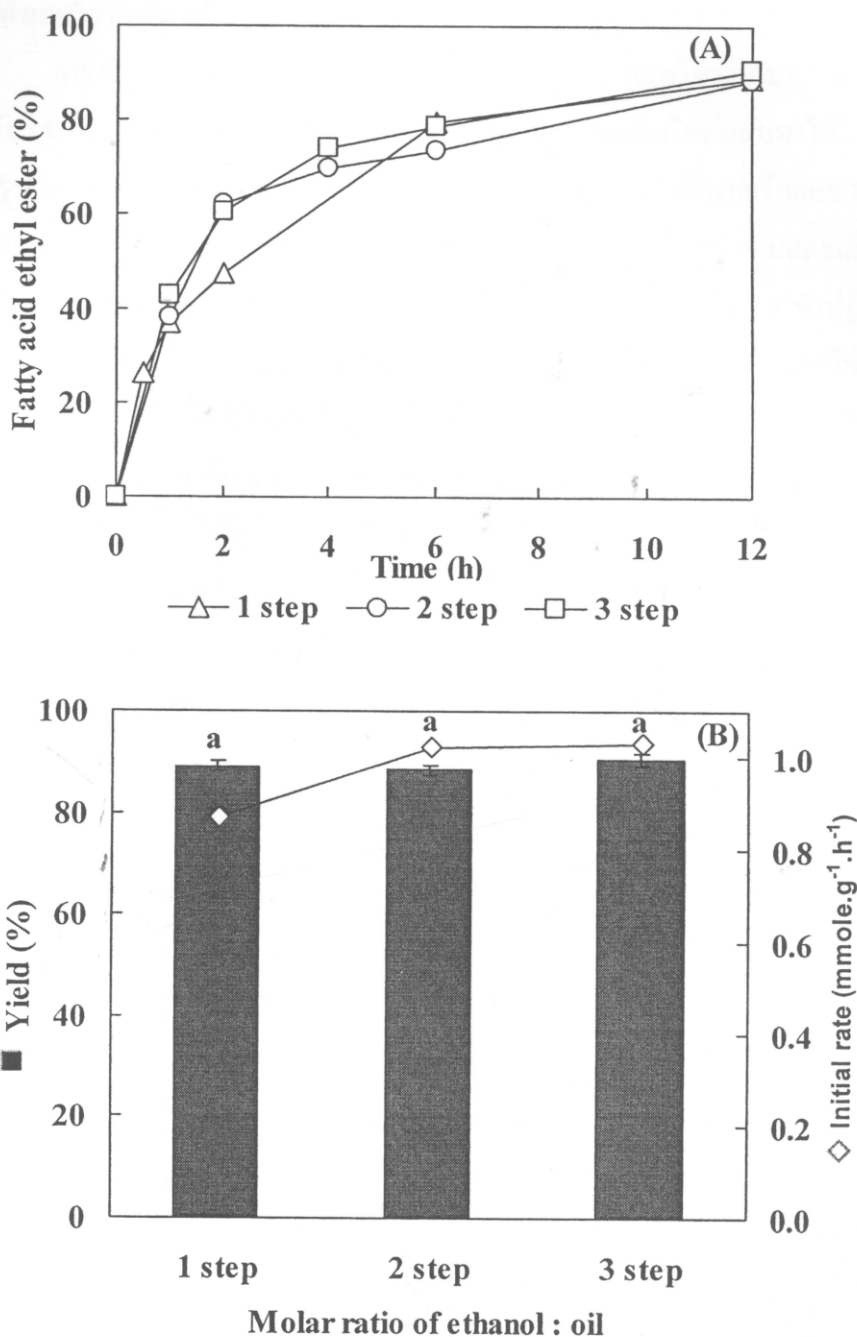 (A)
Fatty acid ethyl ester (%)
100
80
60
40
20
0
0 2 4 6 8 10 12
Time (h)
1 step 2 step 3 step
(B)
Yield (%)
100
80
60
40
20
0
a a a
1.0
0.8
0.6
0.4
0.2
0.0
Initial rate (mmole.g⁻¹.h⁻¹)
1 step 2 step 3 step
Molar ratio of ethanol : oil